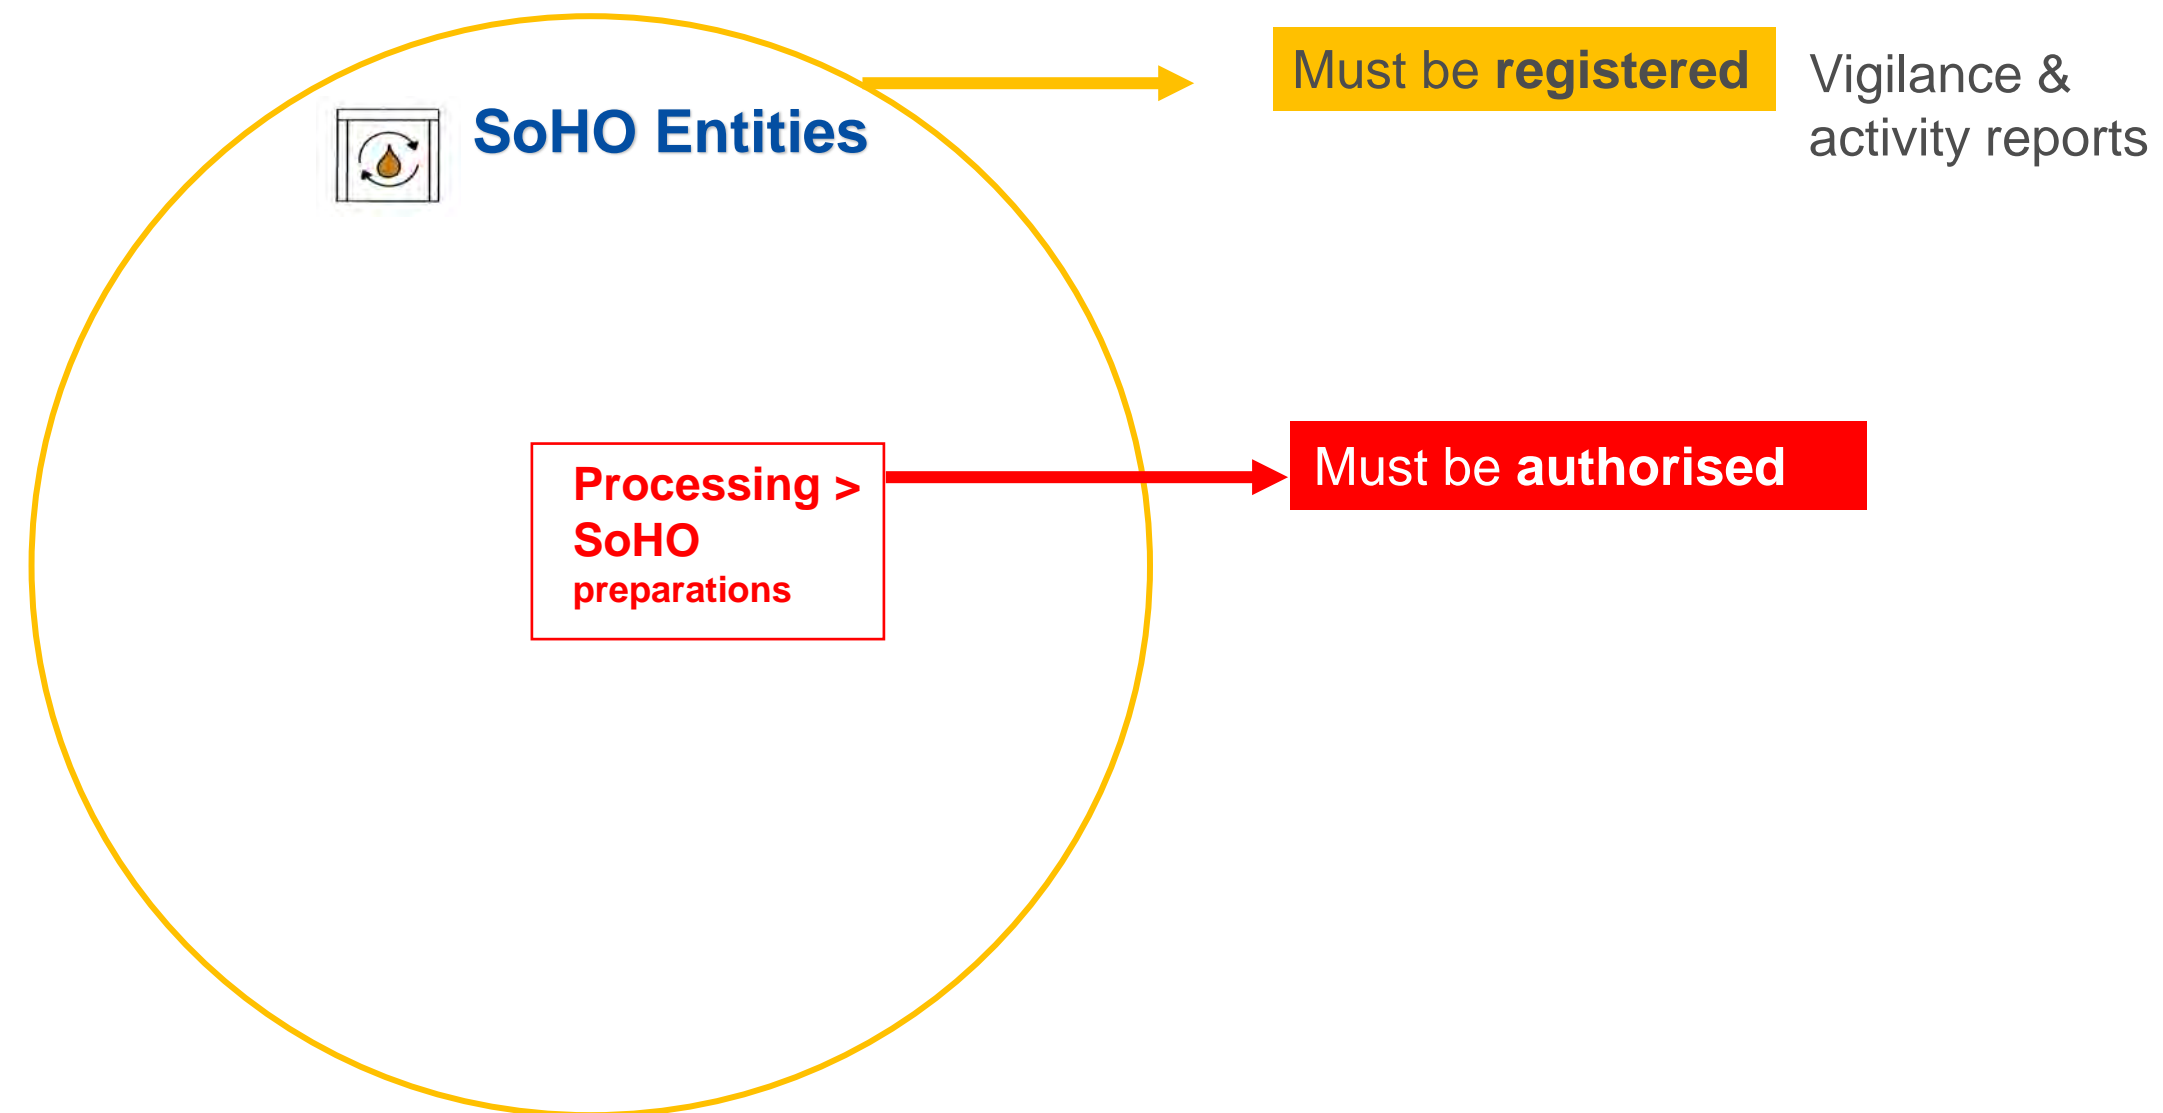 Must be registered
Vigilance &
activity reports
SoHO Entities
Processing >
SoHO
preparations
Must be authorised